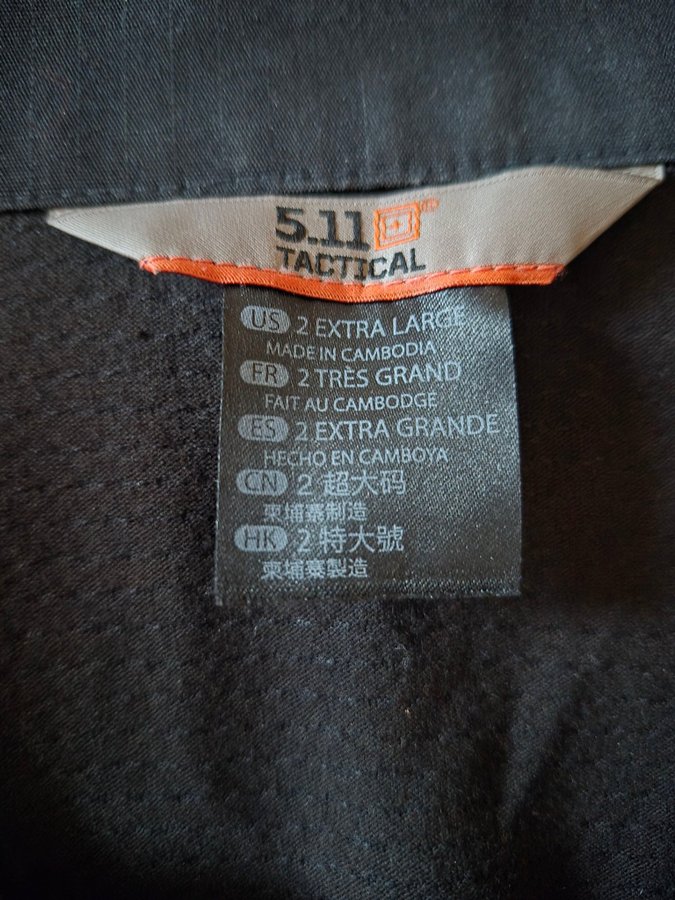 5.11
TACTICAL
US 2 EXTRA LARGE
MADE IN CAMBODIA
FR 2 TRÈS GRAND
FAIT AU CAMBODGE
ES 2 EXTRA GRANDE
HECHO EN CAMBOYA
CN 2 超大码
柬埔寨制造
HK 2 特大號
柬埔寨製造